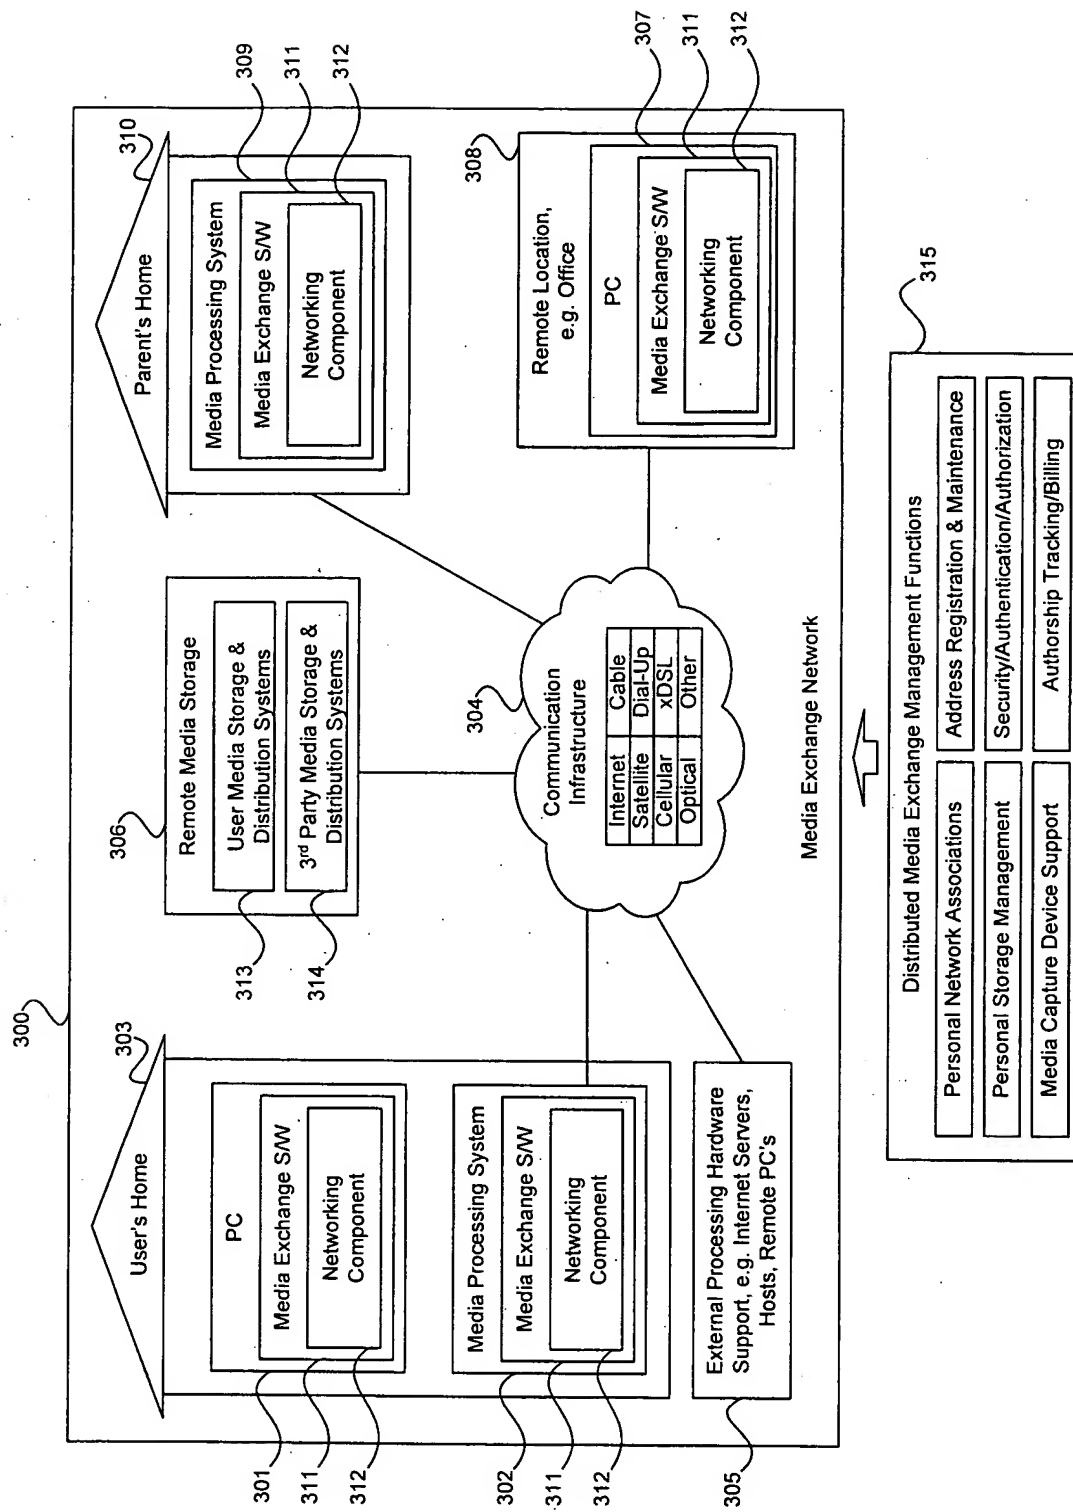 300
303
User's Home
PC
Media Exchange S/W
Networking
Component
301
311
312
Media Processing System
Media Exchange S/W
Networking
Component
302
311
312
External Processing Hardware
Support, e.g. Internet Servers,
Hosts, Remote PC's
305
306
Remote Media Storage
User Media Storage &
Distribution Systems
3rd Party Media Storage &
Distribution Systems
313
314
304
Communication
Infrastructure
Internet Cable
Satellite Dial-Up
Cellular xDSL
Optical Other
310
Parent's Home
Media Processing System
Media Exchange S/W
Networking
Component
309
311
312
308
Remote Location,
e.g. Office
PC
Media Exchange S/W
Networking
Component
307
311
312
Media Exchange Network
315
Distributed Media Exchange Management Functions
Personal Network Associations
Address Registration & Maintenance
Personal Storage Management
Security/Authentication/Authorization
Media Capture Device Support
Authorship Tracking/Billing